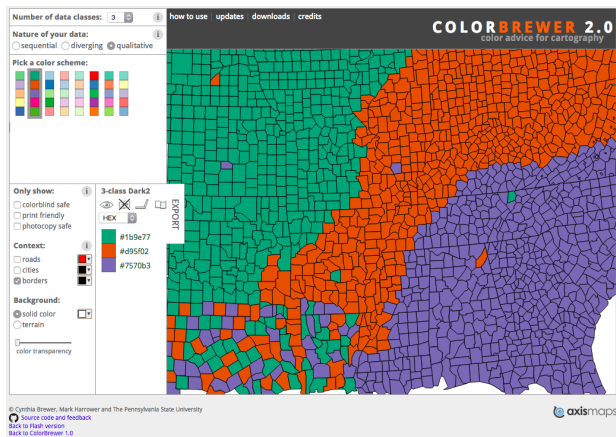 Number of data classes: 3 i
how to use | updates | downloads | credits
COLORBREWER 2.0
color advice for cartography
Nature of your data: i
sequential diverging qualitative
Pick a color scheme:
Only show: i
colorblind safe
print friendly
photocopy safe
Context: i
roads
cities
borders
Background:
solid color
terrain
color transparency
3-class Dark2
EXPORT
HEX
#1b9e77
#d95f02
#7570b3
© Cynthia Brewer, Mark Harrower and The Pennsylvania State University
Source code and feedback
Back to Flash version
Back to ColorBrewer 1.0
axismaps